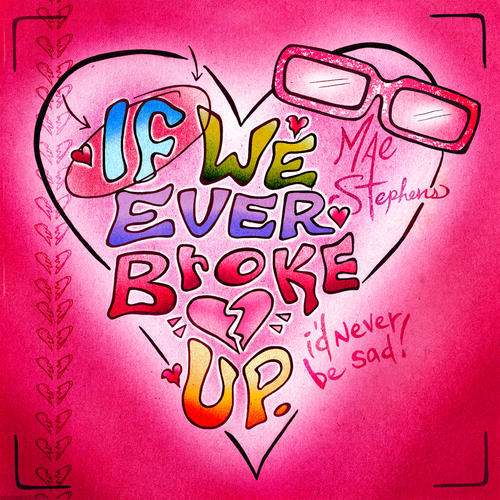 IF WE
EVER
BROKE
UP.
Mae
Stephens
i'd Never
be sad!